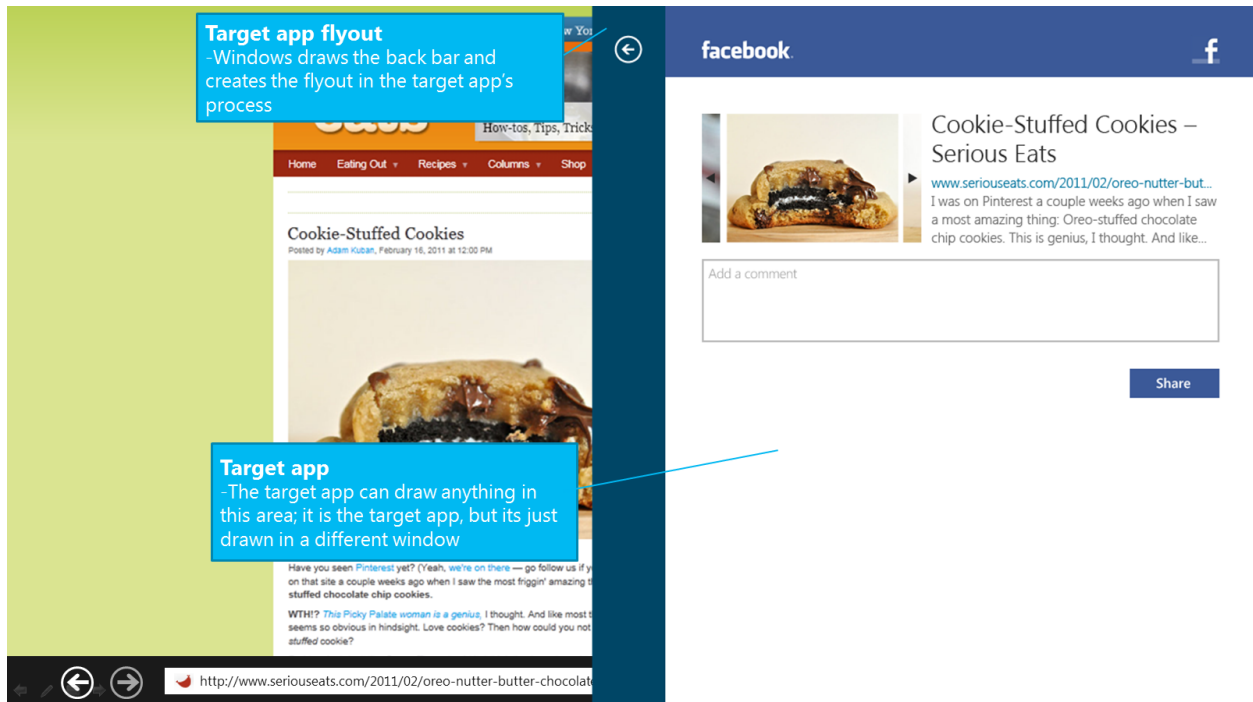 Target app flyout
-Windows draws the back bar and
creates the flyout in the target app's
process
w Yor
How-tos, Tips, Trick
Home Eating Out Recipes Columns Shop
Cookie-Stuffed Cookies
Posted by Adam Kuban, February 16, 2011 at 12:00 PM
Target app
-The target app can draw anything in
this area; it is the target app, but its just
drawn in a different window
Have you seen Pinterest yet? (Yeah, we're on there — go follow us if y
on that site a couple weeks ago when I saw the most friggin' amazing t
stuffed chocolate chip cookies.
WTH!? This Picky Palate woman is a genius, I thought. And like most t
seems so obvious in hindsight. Love cookies? Then how could you not
stuffed cookie?
http://www.seriouseats.com/2011/02/oreo-nutter-butter-chocolate
facebook.
f
Cookie-Stuffed Cookies –
Serious Eats
www.seriouseats.com/2011/02/oreo-nutter-but...
I was on Pinterest a couple weeks ago when I saw
a most amazing thing: Oreo-stuffed chocolate
chip cookies. This is genius, I thought. And like...
Add a comment
Share